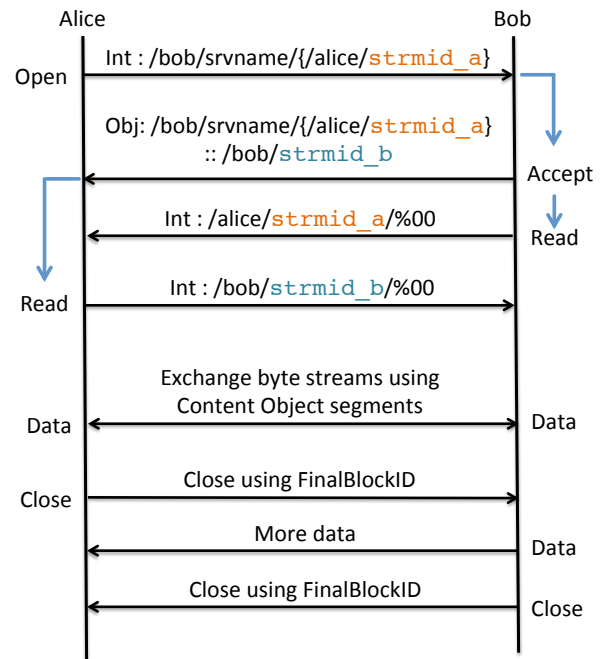 Alice
Bob
Int : /bob/srvname/{/alice/strmid_a}
Open
Obj: /bob/srvname/{/alice/strmid_a}
:: /bob/strmid_b
Accept
Int : /alice/strmid_a/%00
Read
Int : /bob/strmid_b/%00
Read
Exchange byte streams using
Content Object segments
Data
Data
Close using FinalBlockID
Close
More data
Data
Close using FinalBlockID
Close